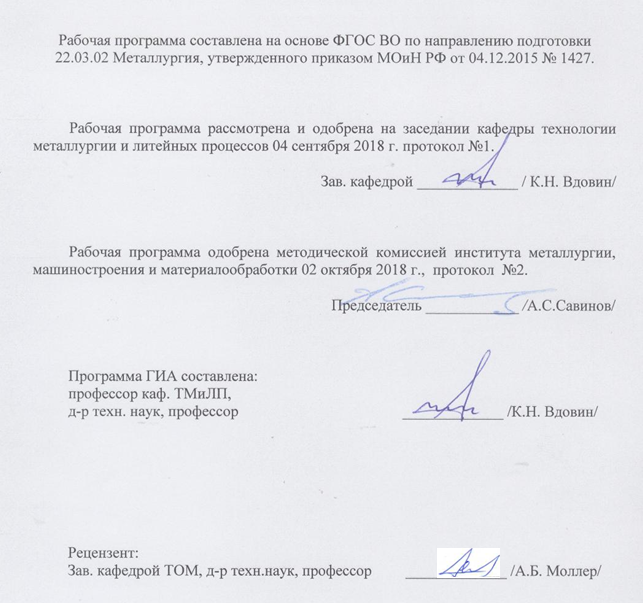 Рабочая программа составлена на основе ФГОС ВО по направлению подготовки
22.03.02 Металлургия, утвержденного приказом МОиН РФ от 04.12.2015 № 1427.
Рабочая программа рассмотрена и одобрена на заседании кафедры технологии
металлургии и литейных процессов 04 сентября 2018 г. протокол №1.
Зав. кафедрой _____________ / К.Н. Вдовин/
Рабочая программа одобрена методической комиссией института металлургии,
машиностроения и материалообработки 02 октября 2018 г., протокол №2.
Председатель ____________ /А.С.Савинов/
Программа ГИА составлена:
профессор каф. ТМиЛП,
д-р техн. наук, профессор _____________ /К.Н. Вдовин/
Рецензент:
Зав. кафедрой ТОМ, д-р техн.наук, профессор _____________ /А.Б. Моллер/